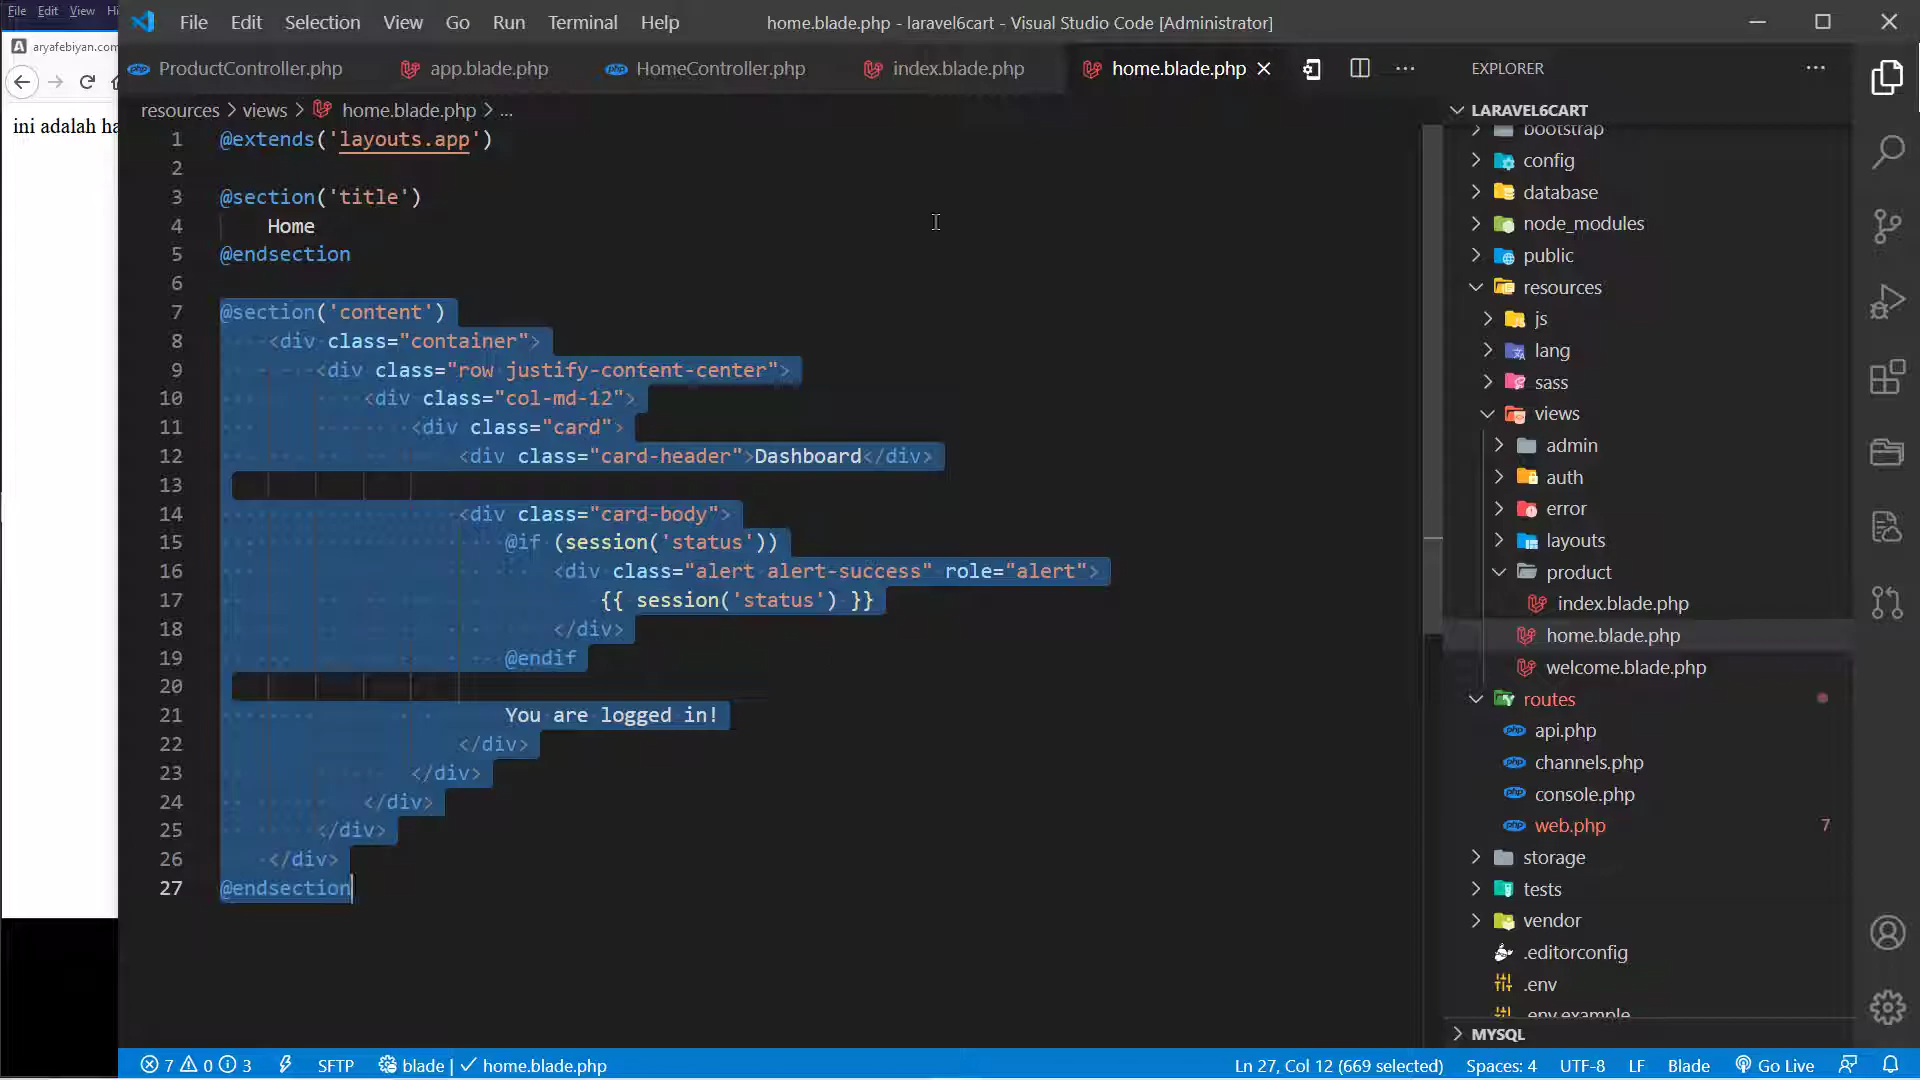 File Edit View Hi
aryafebiyan.com
ini adalah ha
File Edit Selection View Go Run Terminal Help
home.blade.php - laravel6cart - Visual Studio Code [Administrator]
ProductController.php app.blade.php HomeController.php index.blade.php home.blade.php
resources > views > home.blade.php > ...
1 @extends('layouts.app')
2
3 @section('title')
4 Home
5 @endsection
6
7 @section('content')
8 <div class="container">
9 <div class="row justify-content-center">
10 <div class="col-md-12">
11 <div class="card">
12 <div class="card-header">Dashboard</div>
13
14 <div class="card-body">
15 @if (session('status'))
16 <div class="alert alert-success" role="alert">
17 {{ session('status') }}
18 </div>
19 @endif
20
21 You are logged in!
22 </div>
23 </div>
24 </div>
25 </div>
26 </div>
27 @endsection
EXPLORER
LARAVEL6CART
bootstrap
config
database
node_modules
public
resources
js
lang
sass
views
admin
auth
error
layouts
product
index.blade.php
home.blade.php
welcome.blade.php
routes
api.php
channels.php
console.php
web.php 7
storage
tests
vendor
.editorconfig
.env
.env.example
MYSQL
7 0 3 SFTP blade | home.blade.php
Ln 27, Col 12 (669 selected) Spaces: 4 UTF-8 LF Blade Go Live